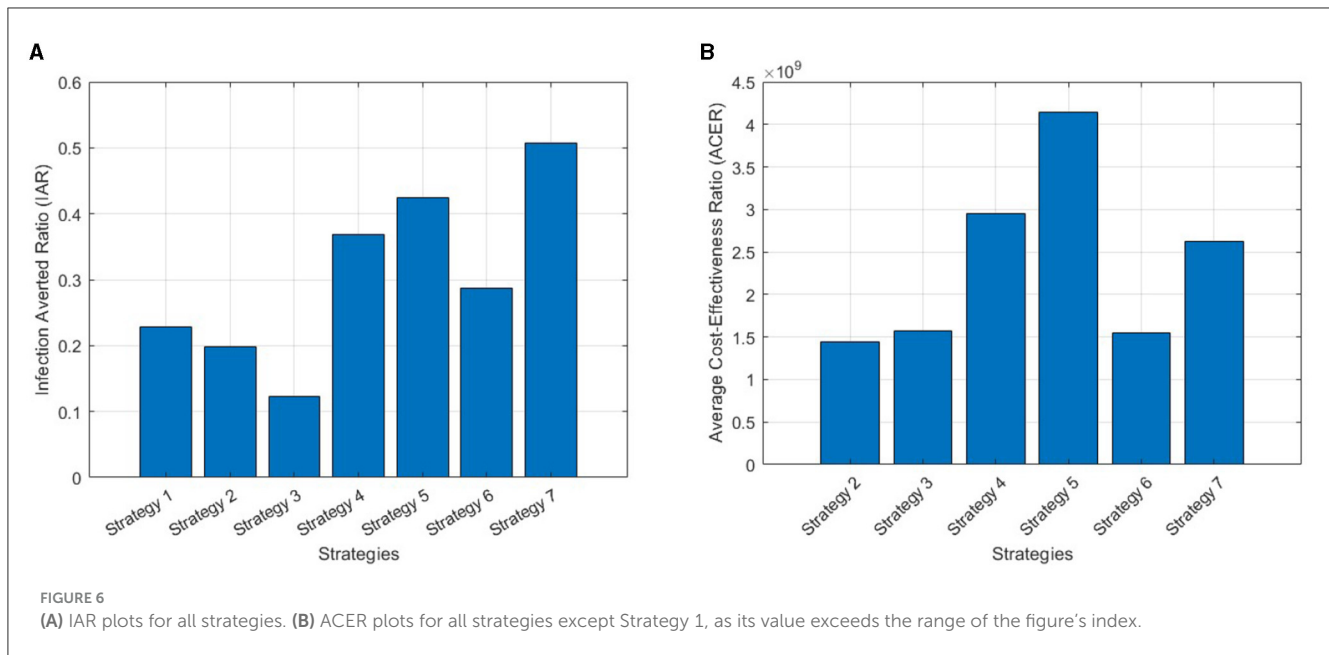 A
0.6
0.5
0.4
0.3
0.2
0.1
0
Infection Averted Ratio (IAR)
Strategy 1
Strategy 2
Strategy 3
Strategy 4
Strategy 5
Strategy 6
Strategy 7
Strategies
B
×10⁹
4.5
4
3.5
3
2.5
2
1.5
1
0.5
0
Average Cost-Effectiveness Ratio (ACER)
Strategy 2
Strategy 3
Strategy 4
Strategy 5
Strategy 6
Strategy 7
Strategies
FIGURE 6
(A) IAR plots for all strategies. (B) ACER plots for all strategies except Strategy 1, as its value exceeds the range of the figure's index.